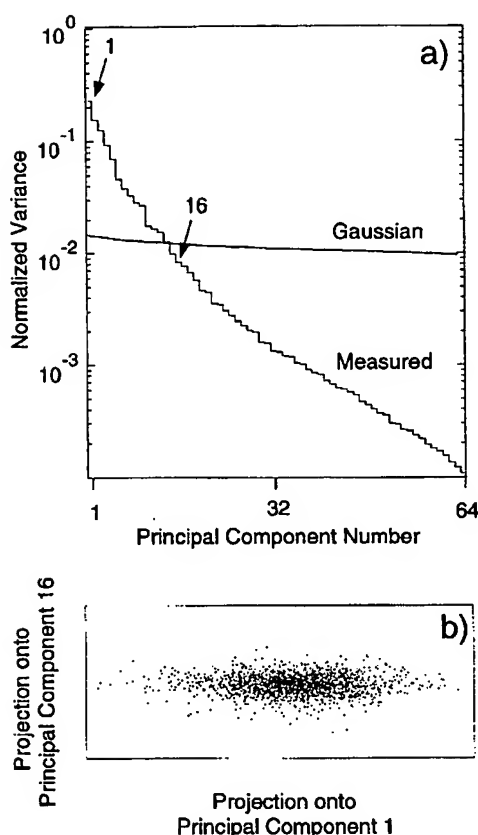 a)
10^0
1
10^-1
16
Gaussian
10^-2
Measured
10^-3
Normalized Variance
1 32 64
Principal Component Number
b)
Projection onto
Principal Component 16
Projection onto
Principal Component 1